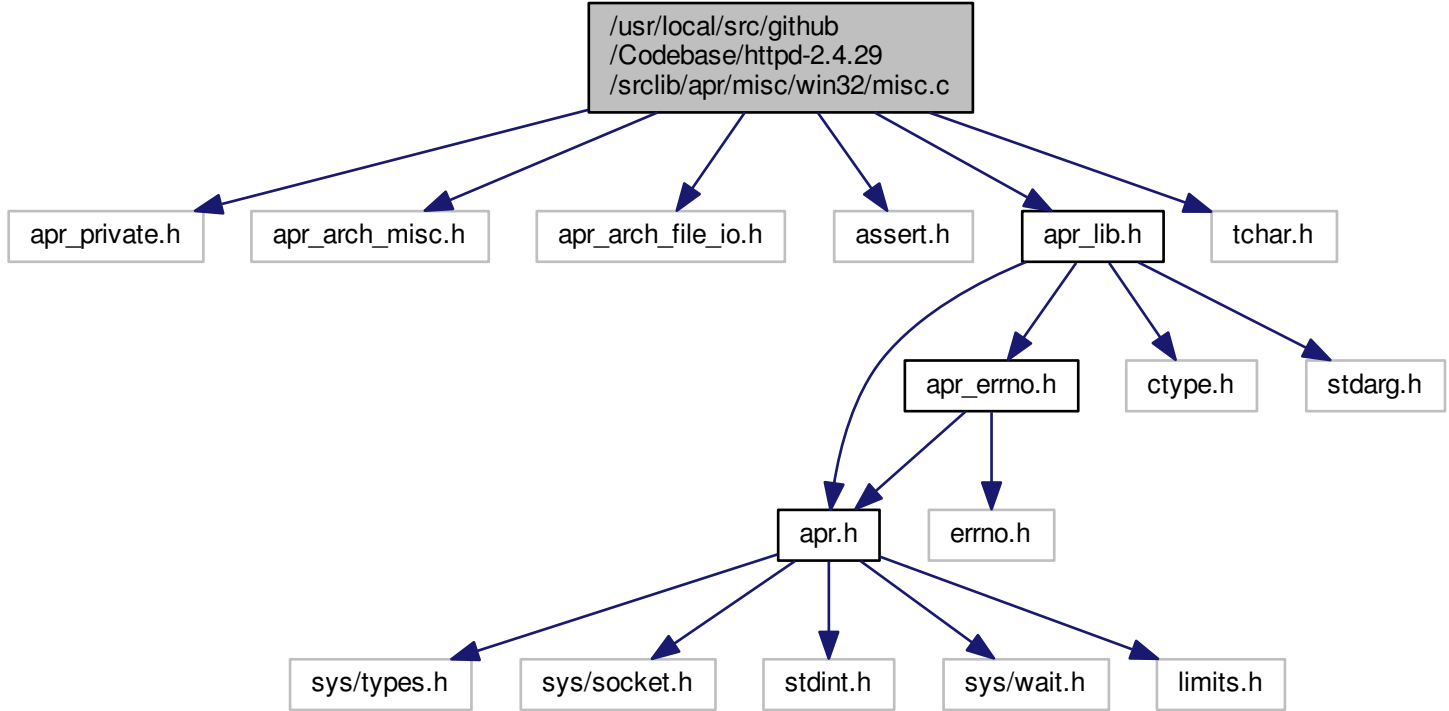 /usr/local/src/github
/Codebase/httpd-2.4.29
/srclib/apr/misc/win32/misc.c
apr_private.h
apr_arch_misc.h
apr_arch_file_io.h
assert.h
apr_lib.h
tchar.h
apr_errno.h
ctype.h
stdarg.h
apr.h
errno.h
sys/types.h
sys/socket.h
stdint.h
sys/wait.h
limits.h